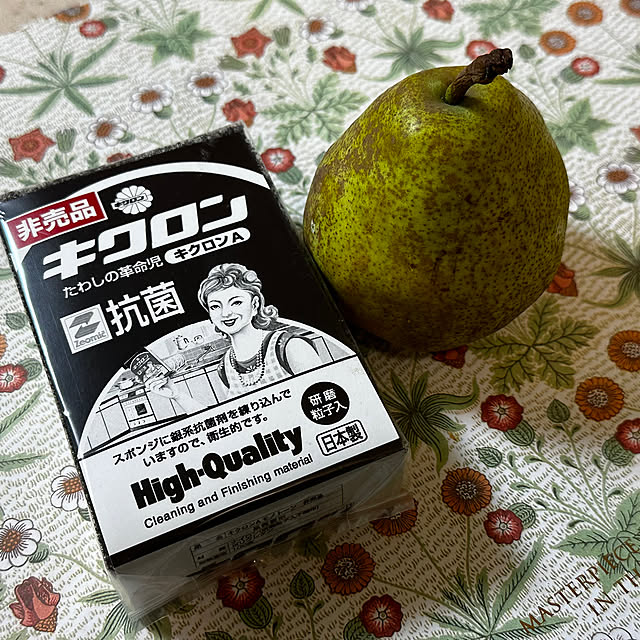 非売品
キクロン
たわしの革命児 キクロンA
Zeomic 抗菌
スポンジに銀系抗菌剤を練り込んで
いますので、衛生的です。
研磨
粒子入
High-Quality
日本製
Cleaning and Finishing material
MASTERPIECES
IN T